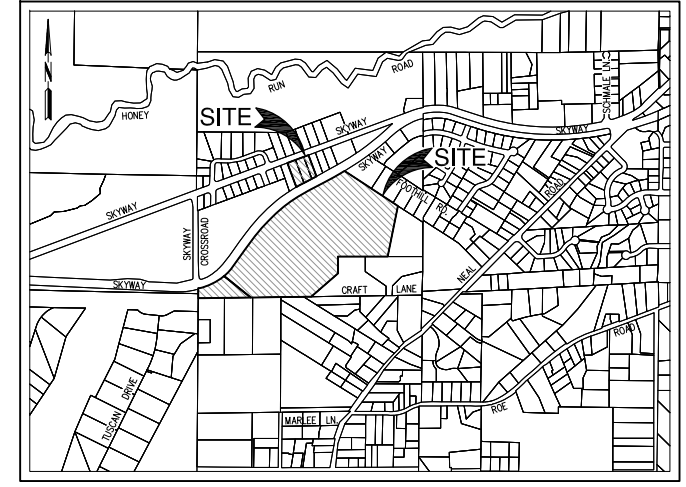 N
HONEY
RUN
ROAD
SCHMALE LN.
SITE
SKYWAY
SKYWAY
SKYWAY
SITE
FOOTHILL RD.
ROAD
SKYWAY
SKYWAY
CROSSROAD
NEAL
SKYWAY
CRAFT LANE
ROAD
TUSCAN DRIVE
ROE
MARLEE LN.